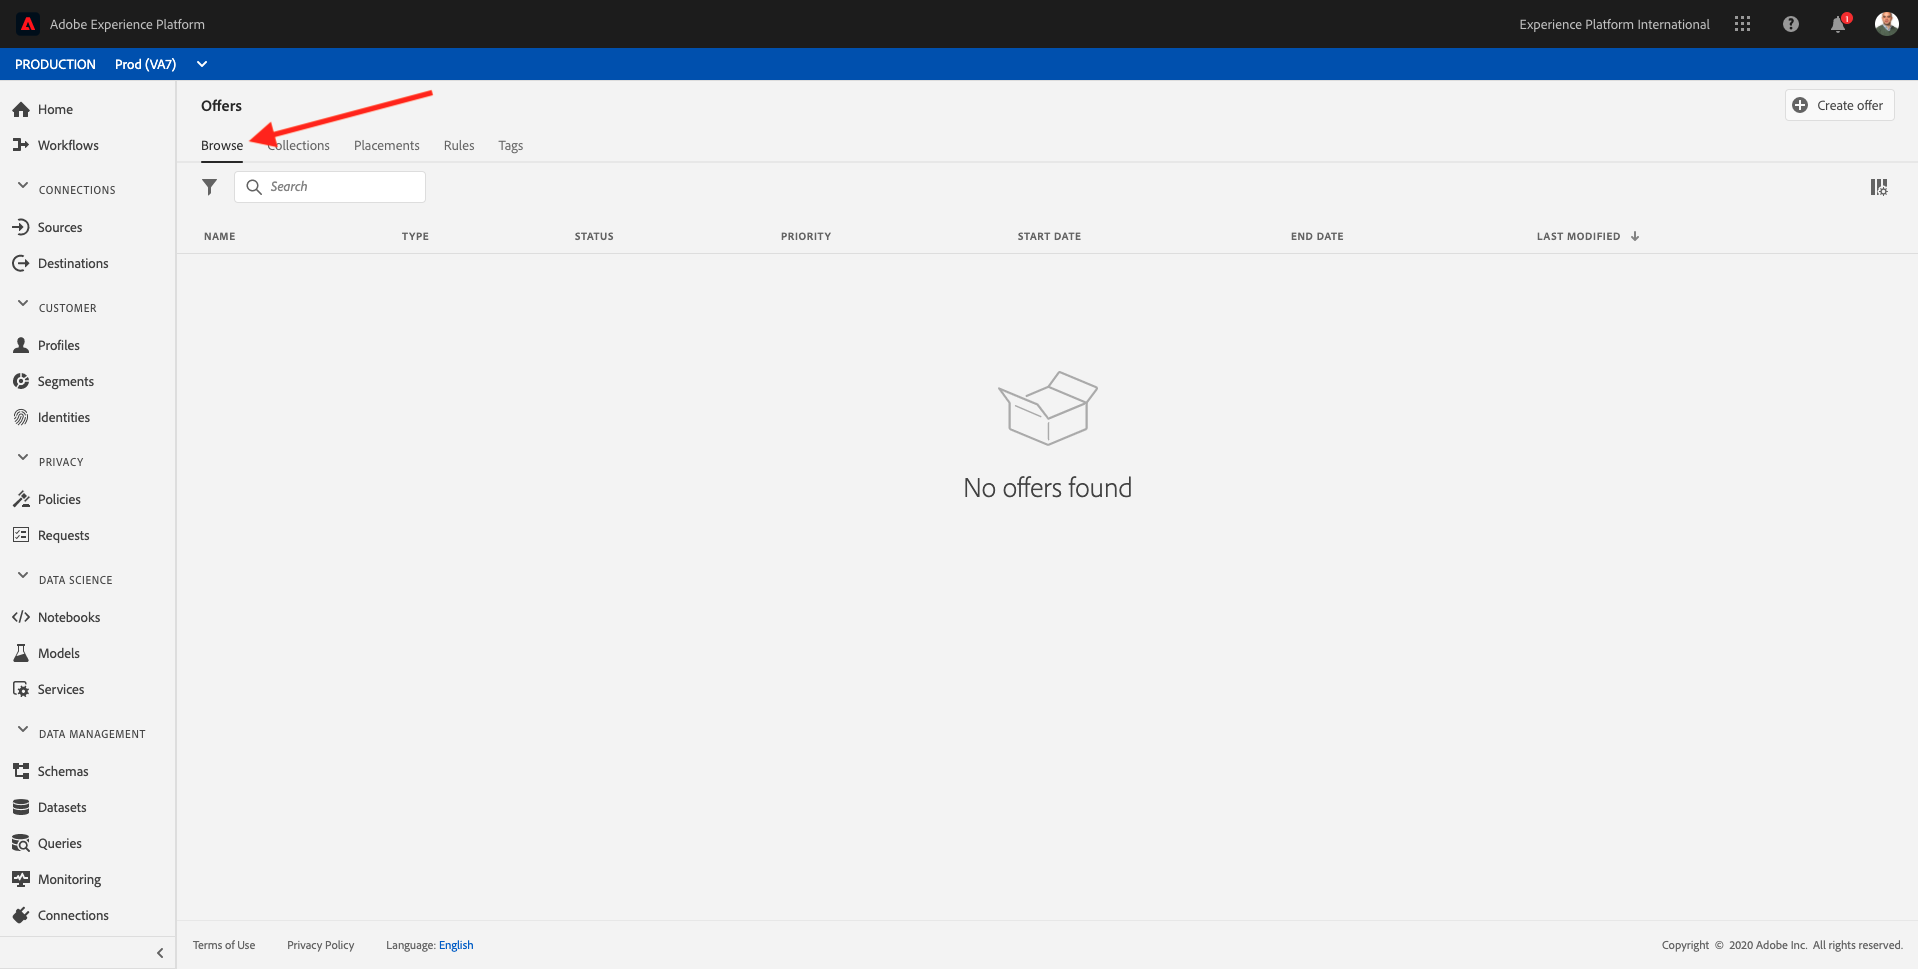 Adobe Experience Platform
Experience Platform International
1
PRODUCTION Prod (VA7)
Home
Workflows
CONNECTIONS
Sources
Destinations
CUSTOMER
Profiles
Segments
Identities
PRIVACY
Policies
Requests
DATA SCIENCE
Notebooks
Models
Services
DATA MANAGEMENT
Schemas
Datasets
Queries
Monitoring
Connections
Offers
Create offer
Browse Collections Placements Rules Tags
Search
NAME TYPE STATUS PRIORITY START DATE END DATE LAST MODIFIED
No offers found
Terms of Use Privacy Policy Language: English
Copyright © 2020 Adobe Inc. All rights reserved.